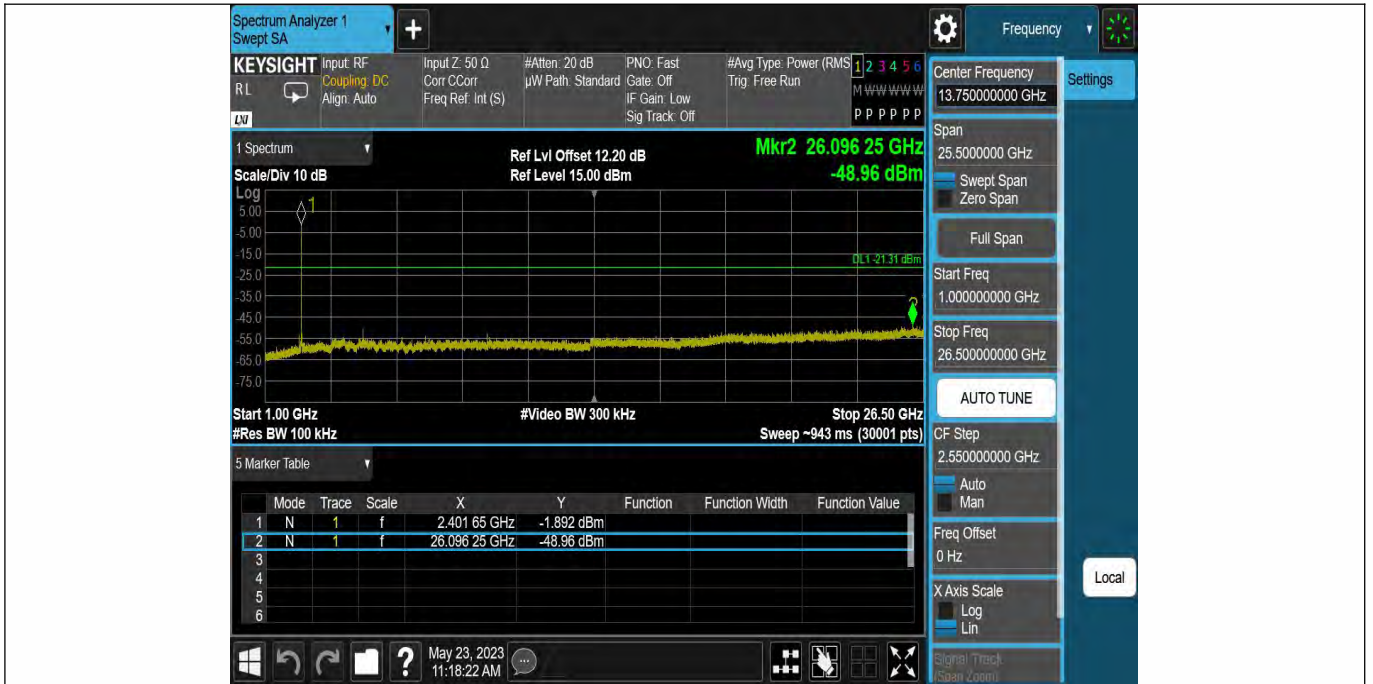 Spectrum Analyzer 1
Swept SA
+
Frequency
KEYSIGHT
RL
LXI
Input: RF
Coupling: DC
Align: Auto
Input Z: 50 Ω
Corr CCorr
Freq Ref: Int (S)
#Atten: 20 dB
µW Path: Standard
PNO: Fast
Gate: Off
IF Gain: Low
Sig Track: Off
#Avg Type: Power (RMS
Trig: Free Run
1 2 3 4 5 6
M W W W W W
P P P P P P
Center Frequency
13.750000000 GHz
Settings
1 Spectrum
Scale/Div 10 dB
Ref Lvl Offset 12.20 dB
Ref Level 15.00 dBm
Mkr2 26.096 25 GHz
-48.96 dBm
Span
25.5000000 GHz
Swept Span
Zero Span
Full Span
Start Freq
1.000000000 GHz
Stop Freq
26.500000000 GHz
AUTO TUNE
CF Step
2.550000000 GHz
Auto
Man
Freq Offset
0 Hz
X Axis Scale
Log
Lin
Signal Track
(Span Zoom)
Local
Log
5.00
-5.00
-15.0
-25.0
-35.0
-45.0
-55.0
-65.0
-75.0
1
DL1 -21.31 dBm
2
Start 1.00 GHz
#Video BW 300 kHz
Stop 26.50 GHz
#Res BW 100 kHz
Sweep ~943 ms (30001 pts)
5 Marker Table
Mode Trace Scale X Y Function Function Width Function Value
1 N 1 f 2.401 65 GHz -1.892 dBm
2 N 1 f 26.096 25 GHz -48.96 dBm
3
4
5
6
?
May 23, 2023
11:18:22 AM